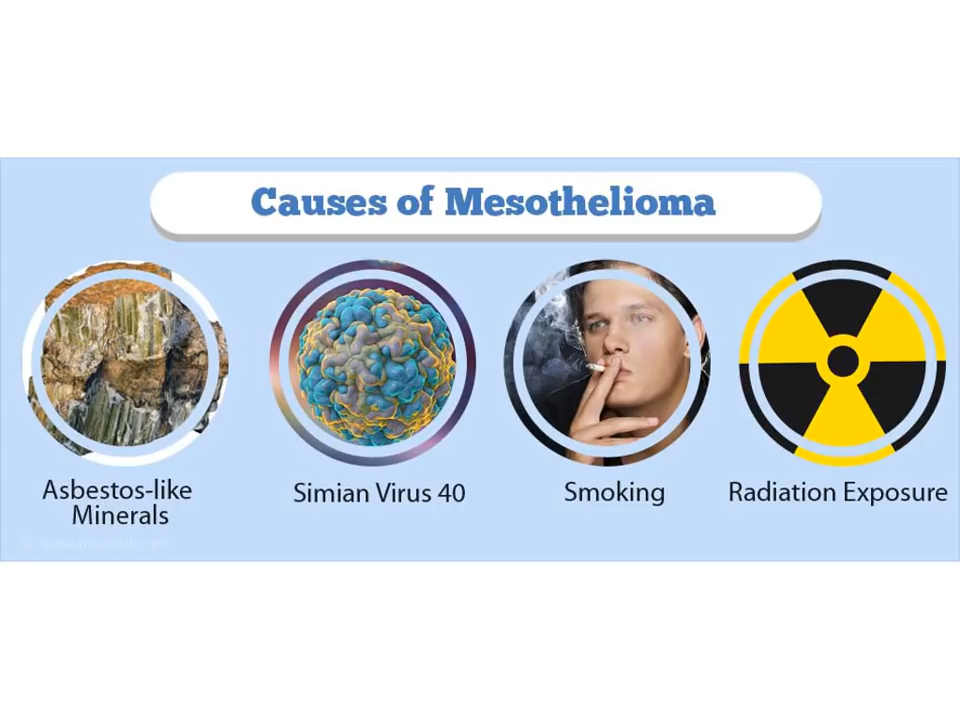 Causes of Mesothelioma
Asbestos-like
Minerals
Simian Virus 40
Smoking
Radiation Exposure